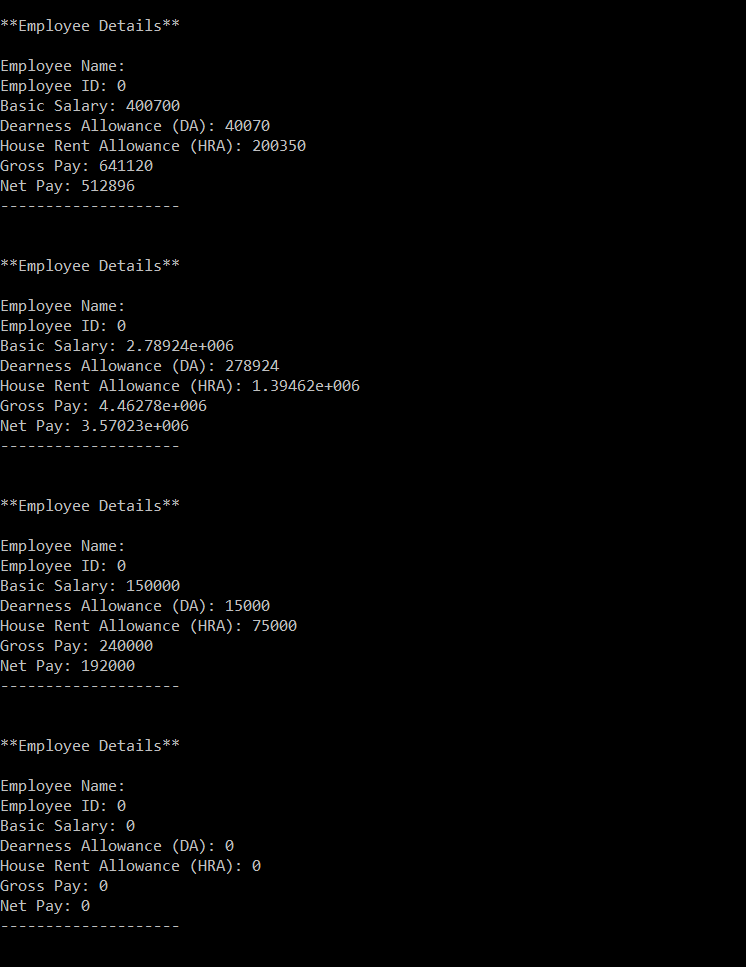 **Employee Details**
Employee Name:
Employee ID: 0
Basic Salary: 400700
Dearness Allowance (DA): 40070
House Rent Allowance (HRA): 200350
Gross Pay: 641120
Net Pay: 512896
--------------------
**Employee Details**
Employee Name:
Employee ID: 0
Basic Salary: 2.78924e+006
Dearness Allowance (DA): 278924
House Rent Allowance (HRA): 1.39462e+006
Gross Pay: 4.46278e+006
Net Pay: 3.57023e+006
--------------------
**Employee Details**
Employee Name:
Employee ID: 0
Basic Salary: 150000
Dearness Allowance (DA): 15000
House Rent Allowance (HRA): 75000
Gross Pay: 240000
Net Pay: 192000
--------------------
**Employee Details**
Employee Name:
Employee ID: 0
Basic Salary: 0
Dearness Allowance (DA): 0
House Rent Allowance (HRA): 0
Gross Pay: 0
Net Pay: 0
--------------------